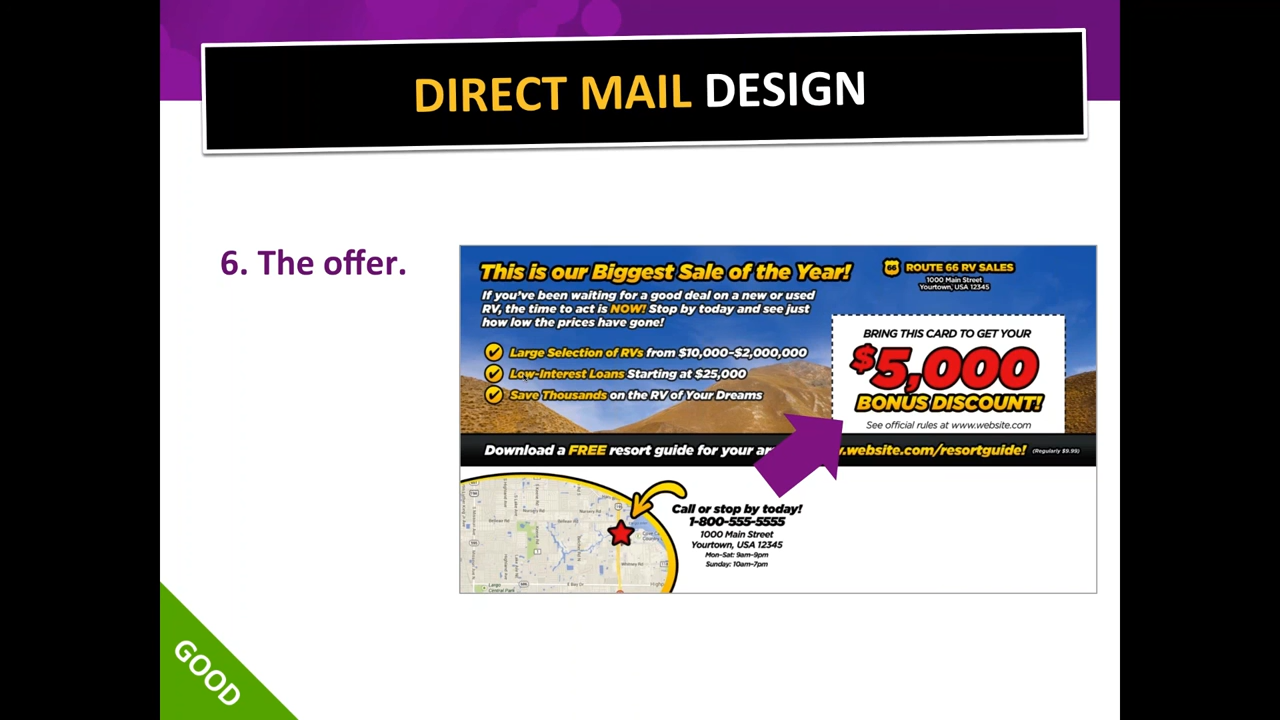 DIRECT MAIL DESIGN
6. The offer.
This is our Biggest Sale of the Year!
If you've been waiting for a good deal on a new or used
RV, the time to act is NOW! Stop by today and see just
how low the prices have gone!
Large Selection of RVs from $10,000-$2,000,000
Low-Interest Loans Starting at $25,000
Save Thousands on the RV of Your Dreams
66
ROUTE 66 RV SALES
1000 Main Street
Yourtown, USA 12345
BRING THIS CARD TO GET YOUR
$5,000
BONUS DISCOUNT!
See official rules at www.website.com
Download a FREE resort guide for your .website.com/resortguide! (Regularly $9.95)
Call or stop by today!
1-800-555-5555
1000 Main Street
Yourtown, USA 12345
Mon-Sat: 9am-9pm
Sunday: 10am-7pm
Largo
Central Park
E Bay Dr
GOOD